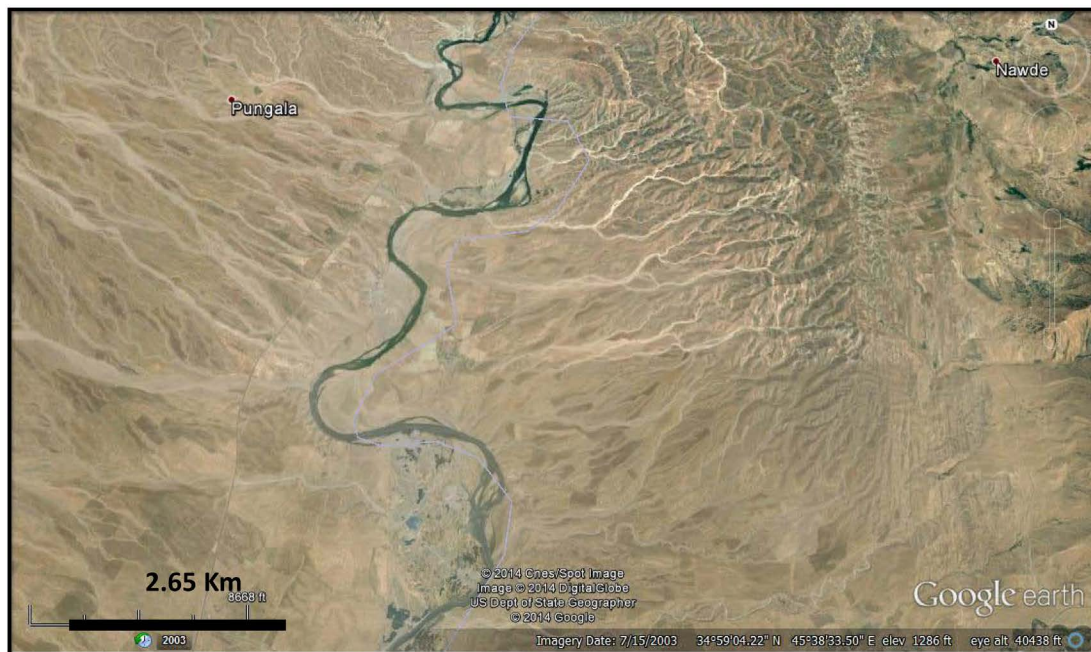 N
Nawde
Pungala
2.65 Km
8668 ft
2003
© 2014 Cnes/Spot Image
Image © 2014 DigitalGlobe
US Dept of State Geographer
© 2014 Google
Google earth
Imagery Date: 7/15/2003 34°59'04.22" N 45°38'33.50" E elev 1286 ft eye alt 40438 ft